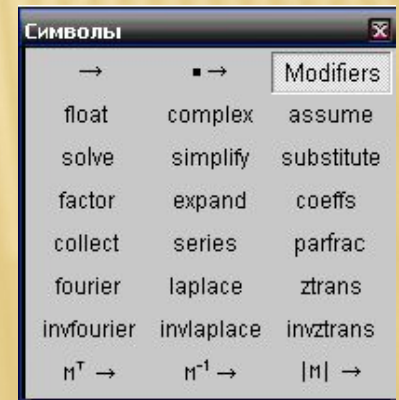 Символы
→ ▪ → Modifiers
float complex assume
solve simplify substitute
factor expand coeffs
collect series parfrac
fourier laplace ztrans
invfourier invlaplace invztrans
Mᵀ → M⁻¹ → |M| →